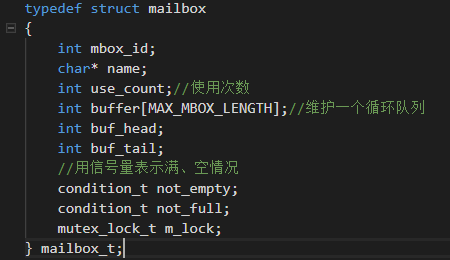 typedef struct mailbox
{
int mbox_id;
char* name;
int use_count;//使用次数
int buffer[MAX_MBOX_LENGTH];//维护一个循环队列
int buf_head;
int buf_tail;
//用信号量表示满、空情况
condition_t not_empty;
condition_t not_full;
mutex_lock_t m_lock;
} mailbox_t;